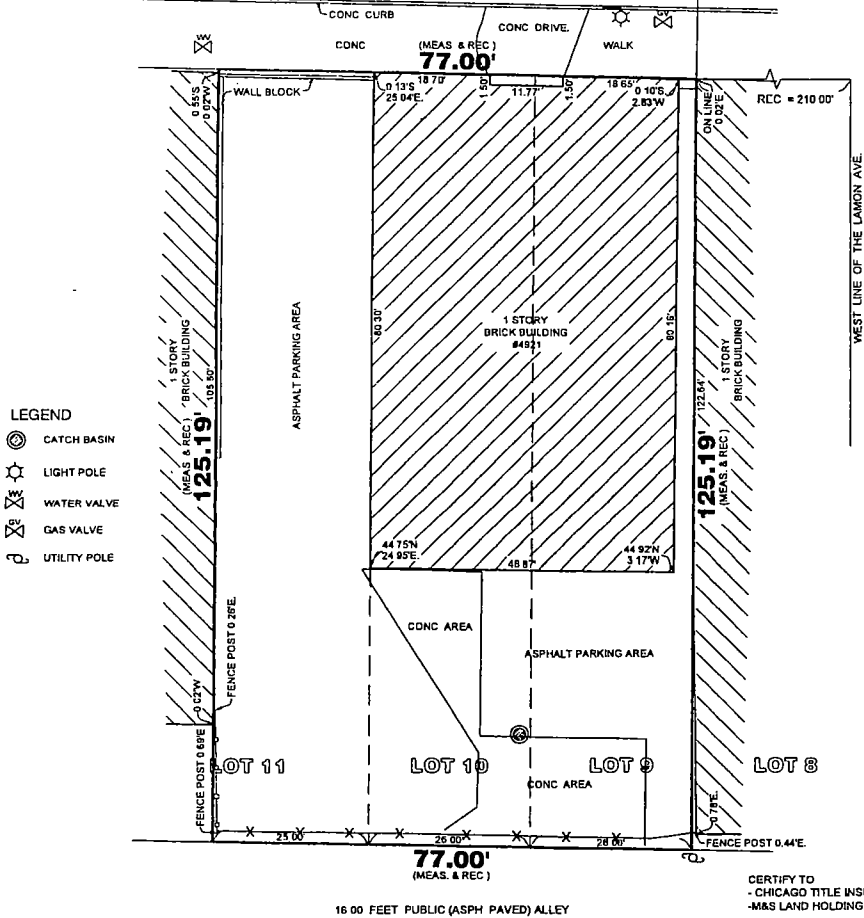 CONC CURB
CONC DRIVE.
CONC
(MEAS & REC)
WALK
77.00'
18 70'
1.50'
11.77'
1.50'
18 65'
WALL BLOCK
0 13'S
25 04'E.
0 10'S
2.83'W
0 55'S
0 02'W
ON LINE
0 02'E
REC = 210 00'
WEST LINE OF THE LAMON AVE.
ASPHALT PARKING AREA
80 30'
1 STORY
BRICK BUILDING
#4921
80 16'
1 STORY
BRICK BUILDING
105 50'
(MEAS & REC)
125.19'
122.64'
1 STORY
BRICK BUILDING
125.19'
(MEAS. & REC)
LEGEND
CATCH BASIN
LIGHT POLE
W
WATER VALVE
G
GAS VALVE
UTILITY POLE
44 75'N
24 95'E.
48 87'
44 92'N
3 17'W
CONC AREA
ASPHALT PARKING AREA
FENCE POST 0 26'E.
0 02'W
FENCE POST 0 69'E
LOT 11
LOT 10
LOT 9
LOT 8
CONC AREA
0 78'E.
25 00'
26 00'
26 00'
FENCE POST 0.44'E.
77.00'
(MEAS. & REC)
CERTIFY TO
- CHICAGO TITLE INS
-M&S LAND HOLDING
16 00 FEET PUBLIC (ASPH PAVED) ALLEY